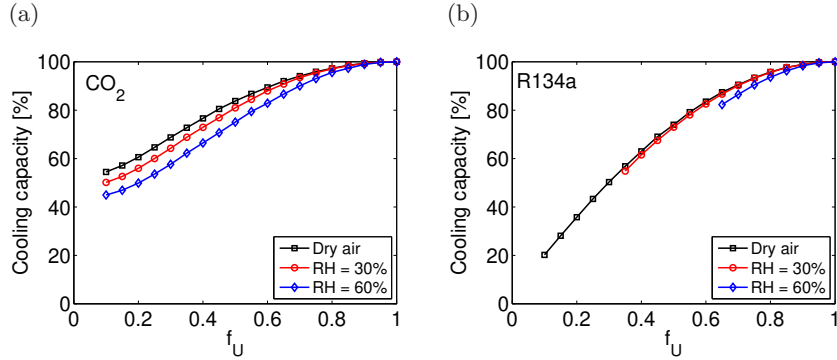 (a)
CO2
Cooling capacity [%]
100
80
60
40
20
0
0
0.2
0.4
0.6
0.8
1
f_U
Dry air
RH = 30%
RH = 60%
(b)
R134a
Cooling capacity [%]
100
80
60
40
20
0
0
0.2
0.4
0.6
0.8
1
f_U
Dry air
RH = 30%
RH = 60%